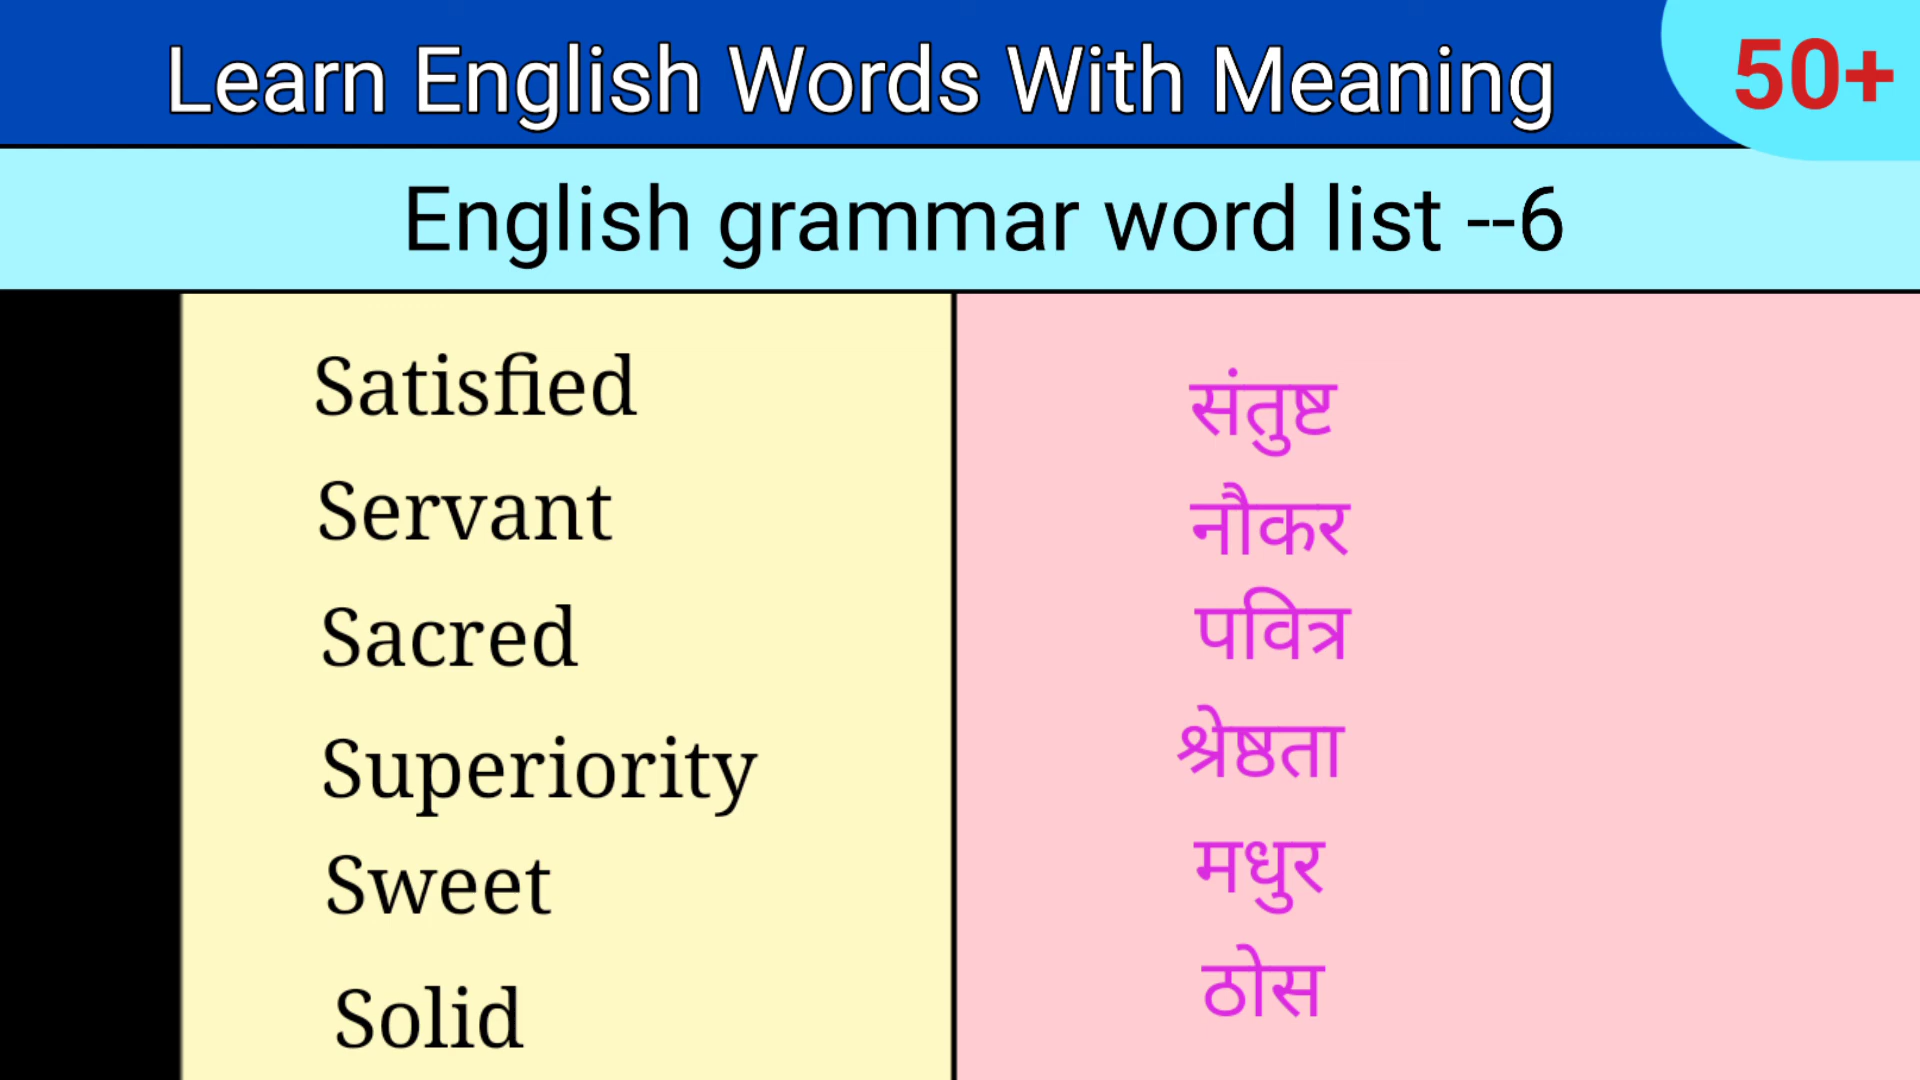 Learn English Words With Meaning
50+
English grammar word list --6
Satisfied संतुष्ट
Servant नौकर
Sacred पवित्र
Superiority श्रेष्ठता
Sweet मधुर
Solid ठोस